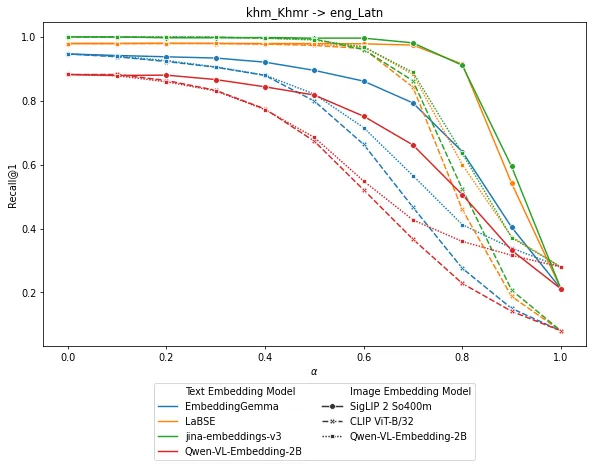 khm_Khmr -> eng_Latn
Recall@1
1.0
0.8
0.6
0.4
0.2
0.0 0.2 0.4 0.6 0.8 1.0
α
Text Embedding Model Image Embedding Model
EmbeddingGemma SigLIP 2 So400m
LaBSE CLIP ViT-B/32
jina-embeddings-v3 Qwen-VL-Embedding-2B
Qwen-VL-Embedding-2B